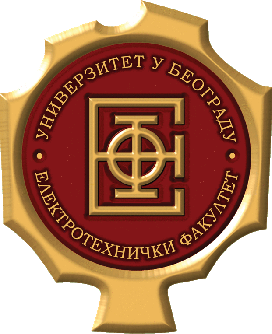 УНИВЕРЗИТЕТ У БЕОГРАДУ
ЕЛЕКТРОТЕХНИЧКИ ФАКУЛТЕТ